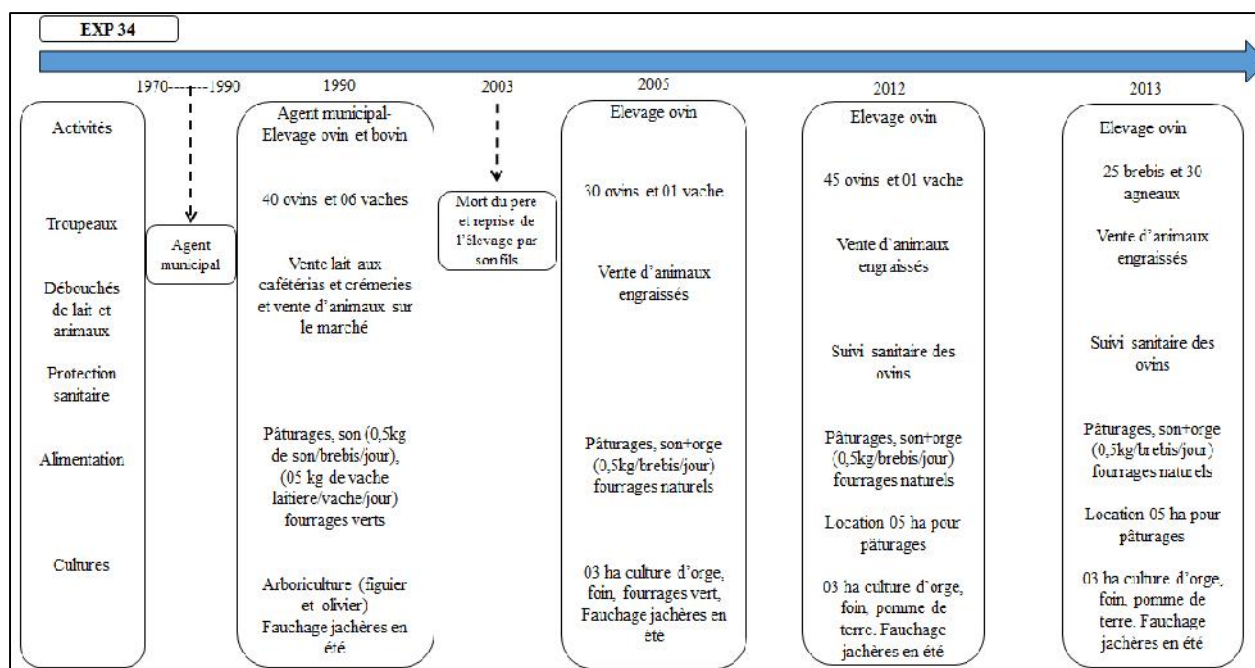 EXP 34
1970--------1990
1990
2003
2005
2012
2013
Activités
Troupeaux
Débouchés
de lait et
animaux
Protection
sanitaire
Alimentation
Cultures
Agent
municipal
Agent municipal-
Elevage ovin et bovin
40 ovins et 06 vaches
Vente lait aux
cafétérias et crémeries
et vente d'animaux sur
le marché
Pâturages, son (0,5kg
de son/brebis/jour),
(05 kg de vache
laitiere/vache/jour)
fourrages verts
Arboriculture (figuier
et olivier)
Fauchage jachères en
été
Mort du pere
et reprise de
l'élevage par
son fils
Elevage ovin
30 ovins et 01 vache
Vente d'animaux
engraissés
Pâturages, son+orge
(0,5kg/brebis/jour)
fourrages naturels
03 ha culture d'orge,
foin, fourrages vert,
Fauchage jachères en
été
Elevage ovin
45 ovins et 01 vache
Vente d'animaux
engraissés
Suivi sanitaire des
ovins
Pâturages, son+orge
(0,5kg/brebis/jour)
fourrages naturels
Location 05 ha pour
pâturages
03 ha culture d'orge,
foin, pomme de
terre. Fauchage
jachères en été
Elevage ovin
25 brebis et 30
agneaux
Vente d'animaux
engraissés
Suivi sanitaire des
ovins
Pâturages, son+orge
(0,5kg/brebis/jour)
fourrages naturels
Location 05 ha pour
pâturages
03 ha culture d'orge,
foin, pomme de
terre. Fauchage
jachères en été